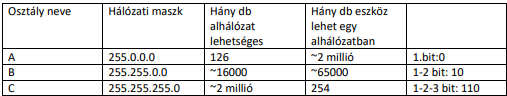 Osztály neve Hálózati maszk Hány db alhálózat lehetséges Hány db eszköz lehet egy alhálózatban
A 255.0.0.0 126 ~2 millió 1.bit:0
B 255.255.0.0 ~16000 ~65000 1-2 bit: 10
C 255.255.255.0 ~2 millió 254 1-2-3 bit: 110